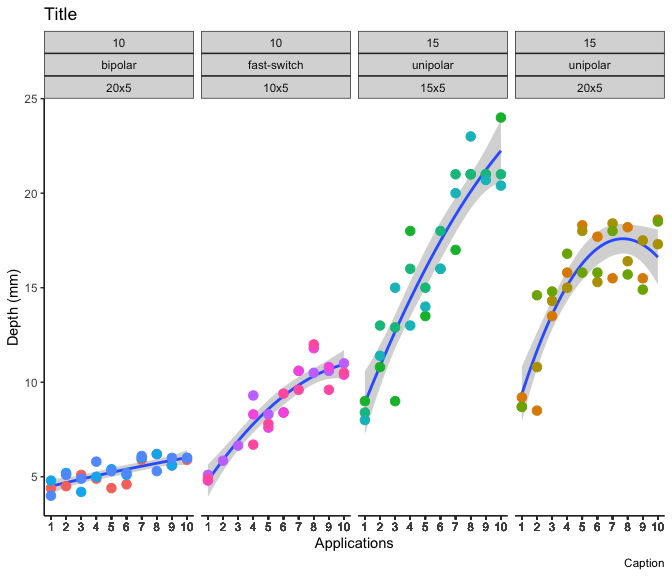 Title
10 10 15 15
bipolar fast-switch unipolar unipolar
20x5 10x5 15x5 20x5
25
20
15
10
5
Depth (mm)
1 2 3 4 5 6 7 8 9 10 1 2 3 4 5 6 7 8 9 10 1 2 3 4 5 6 7 8 9 10 1 2 3 4 5 6 7 8 9 10
Applications
Caption